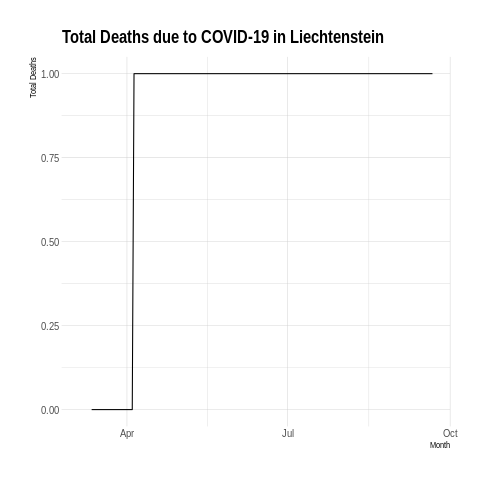 Total Deaths due to COVID-19 in Liechtenstein
Total Deaths
1.00
0.75
0.50
0.25
0.00
Apr Jul Oct
Month